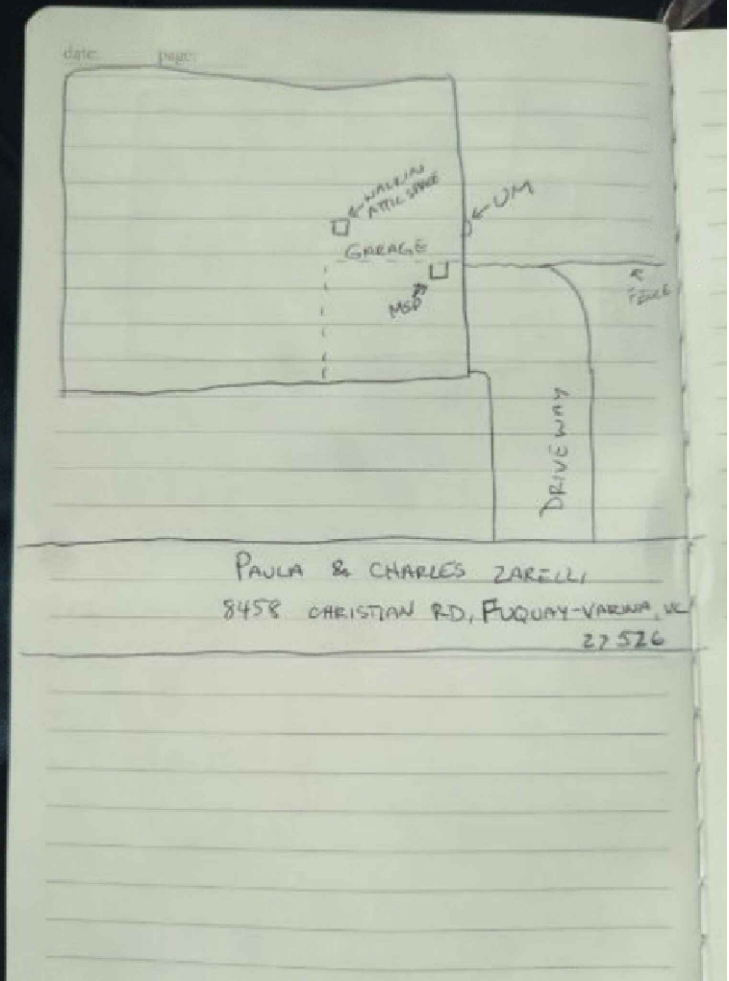 date: page:
WALK IN
ATTIC SPACE
UM
GARAGE
MSP
FENCE
DRIVEWAY
PAULA & CHARLES ZARELLI
8458 CHRISTIAN RD, FUQUAY-VARINA, NC
27526